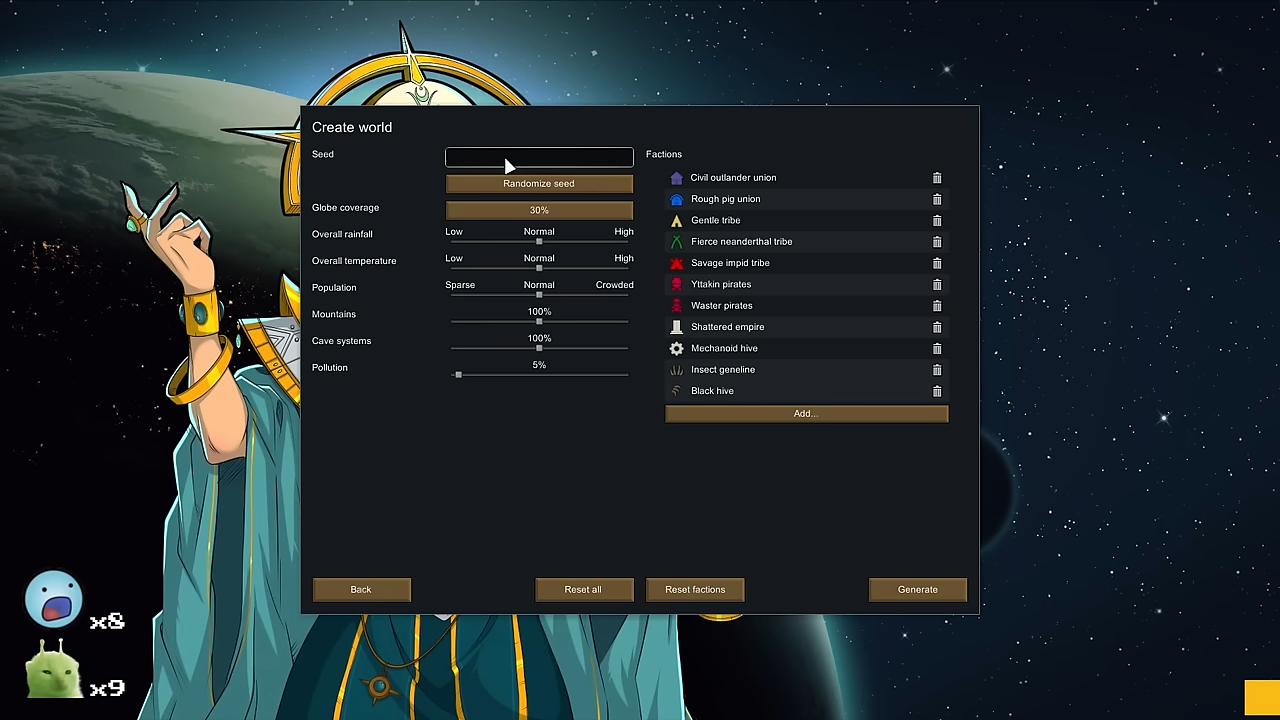 Create world
Seed
Randomize seed
Globe coverage
30%
Overall rainfall
Low Normal High
Overall temperature
Low Normal High
Population
Sparse Normal Crowded
Mountains
100%
Cave systems
100%
Pollution
5%
Factions
Civil outlander union
Rough pig union
Gentle tribe
Fierce neanderthal tribe
Savage impid tribe
Yttakin pirates
Waster pirates
Shattered empire
Mechanoid hive
Insect geneline
Black hive
Add...
Back
Reset all
Reset factions
Generate
x8
x9